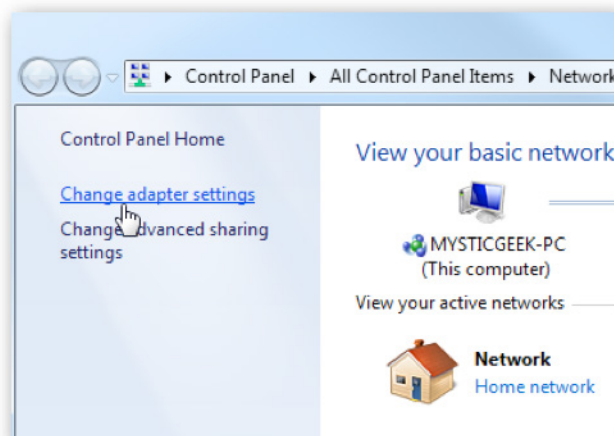 Control Panel ▸ All Control Panel Items ▸ Network
Control Panel Home
Change adapter settings
Change advanced sharing
settings
View your basic network
MYSTICGEEK-PC
(This computer)
View your active networks
Network
Home network